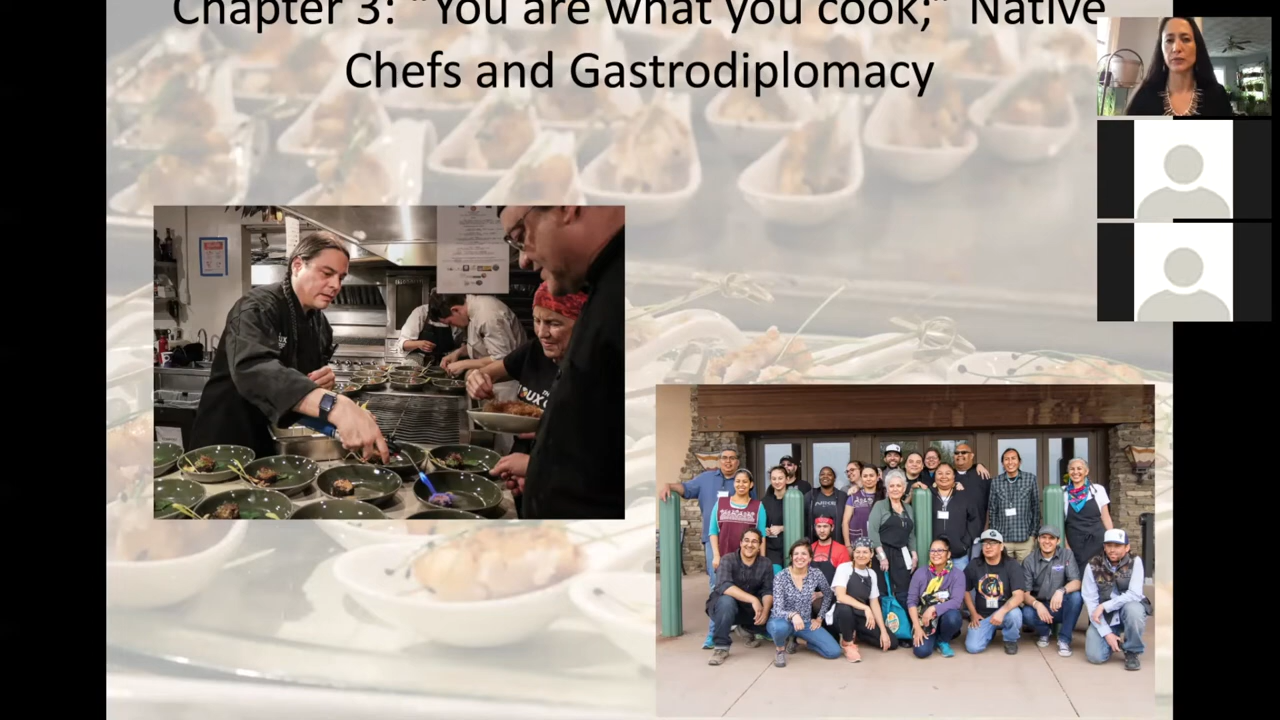 Chapter 3: "You are what you cook;" Native
Chefs and Gastrodiplomacy